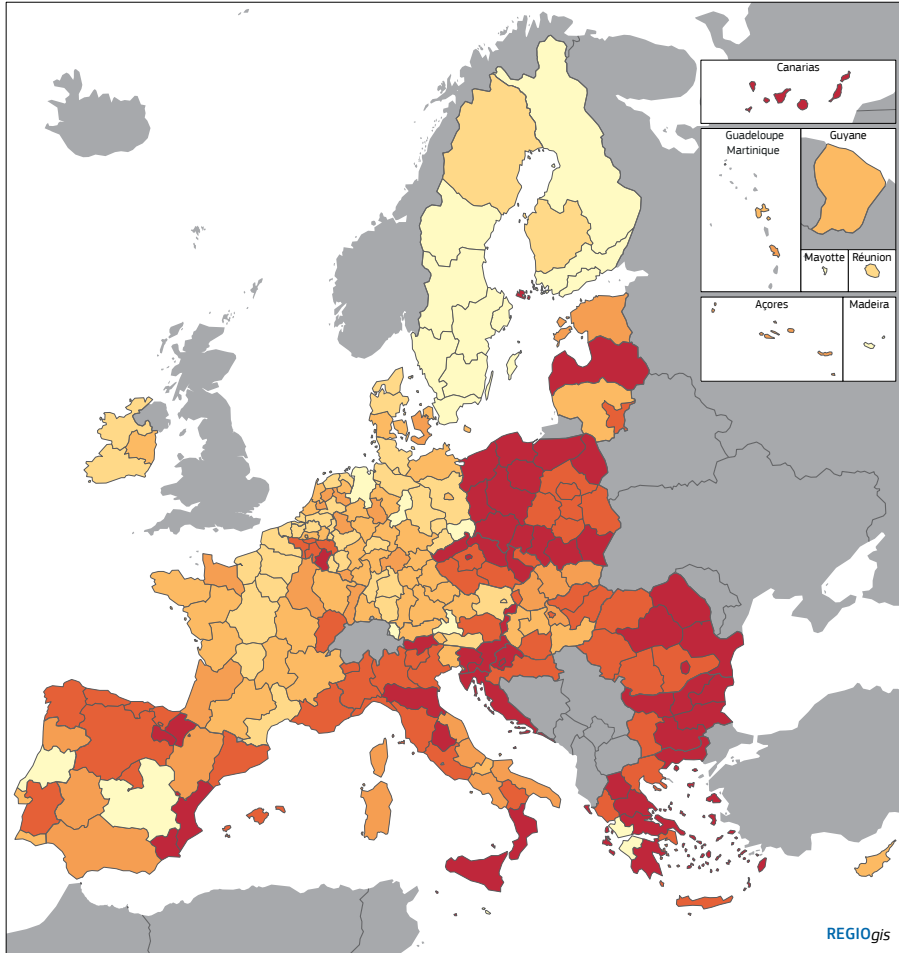 Canarias
Guadeloupe
Martinique
Guyane
Mayotte
Réunion
Açores
Madeira
REGIOgis